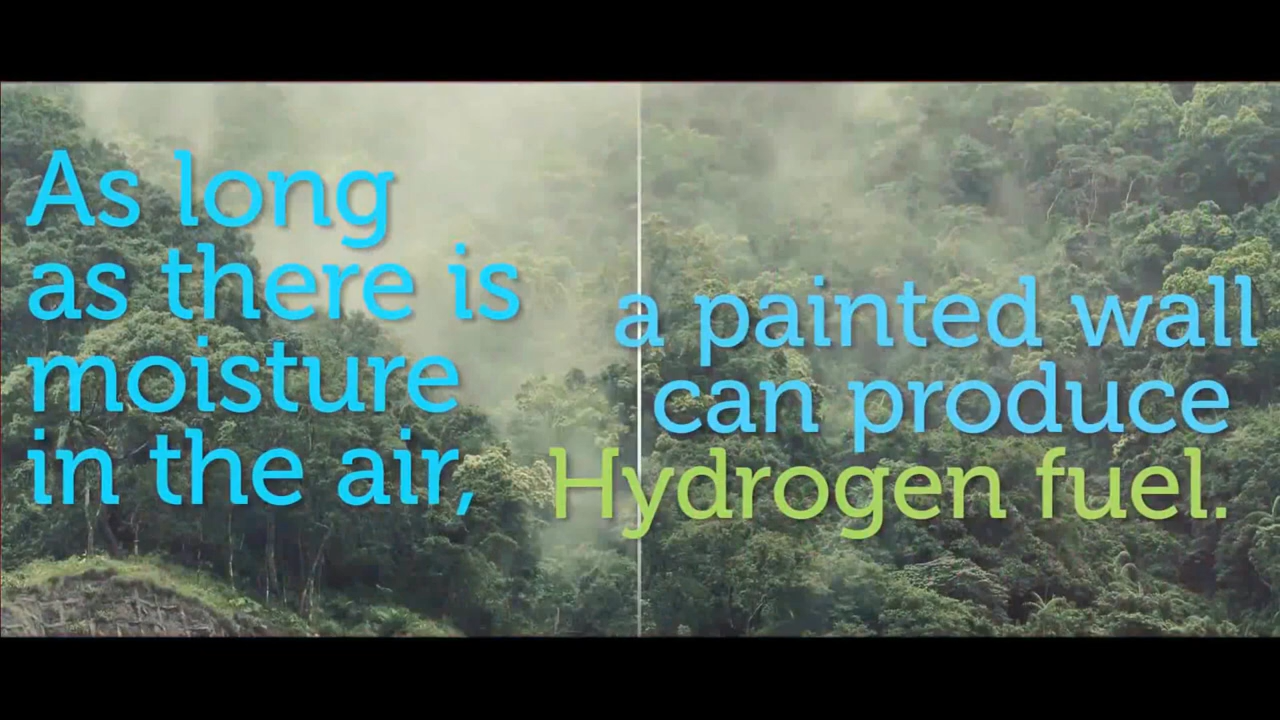 As long
as there is
moisture
in the air,
a painted wall
can produce
Hydrogen fuel.